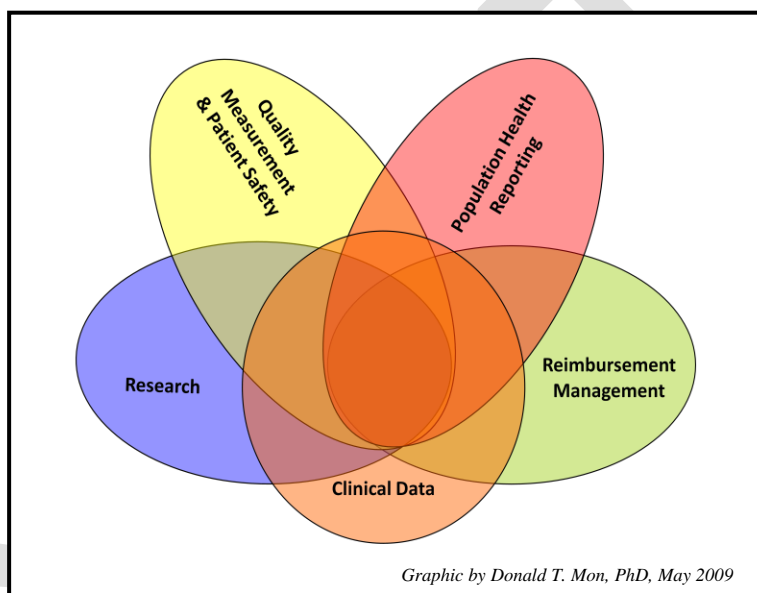 Quality
Measurement
& Patient Safety
Population Health
Reporting
Research
Reimbursement
Management
Clinical Data
Graphic by Donald T. Mon, PhD, May 2009